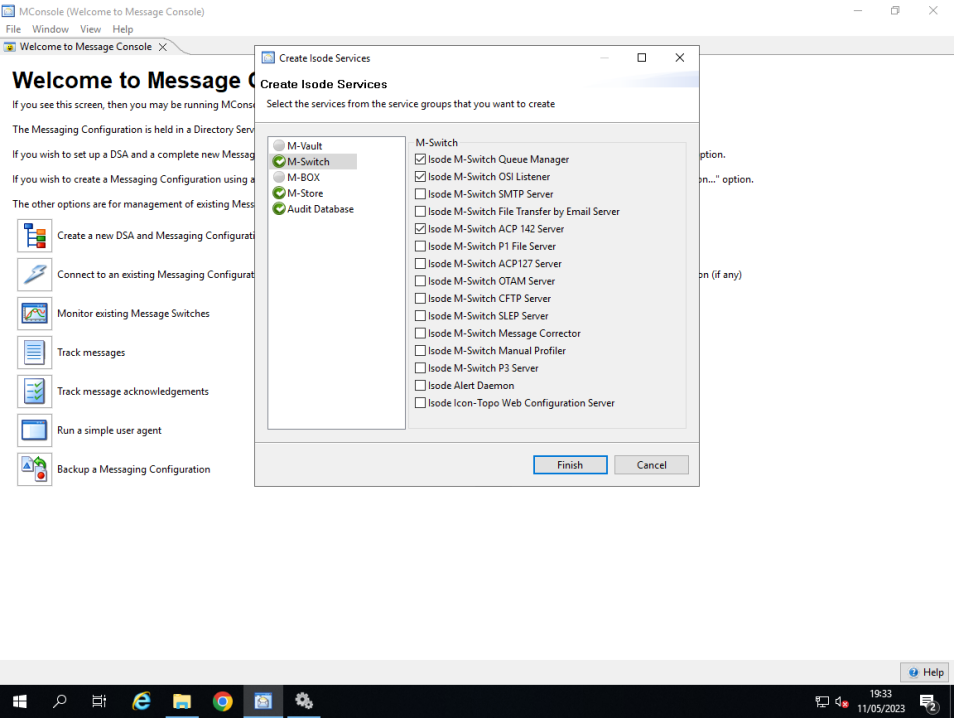 MConsole (Welcome to Message Console)
File Window View Help
Welcome to Message Console
Welcome to Message
If you see this screen, then you may be running MCons
The Messaging Configuration is held in a Directory Serv
If you wish to set up a DSA and a complete new Messag
ption.
If you wish to create a Messaging Configuration using a
on..." option.
The other options are for management of existing Mess
Create a new DSA and Messaging Configurati
Connect to an existing Messaging Configurat
on (if any)
Monitor existing Message Switches
Track messages
Track message acknowledgements
Run a simple user agent
Backup a Messaging Configuration
Create Isode Services
Create Isode Services
Select the services from the service groups that you want to create
M-Vault
M-Switch
M-BOX
M-Store
Audit Database
M-Switch
Isode M-Switch Queue Manager
Isode M-Switch OSI Listener
Isode M-Switch SMTP Server
Isode M-Switch File Transfer by Email Server
Isode M-Switch ACP 142 Server
Isode M-Switch P1 File Server
Isode M-Switch ACP127 Server
Isode M-Switch OTAM Server
Isode M-Switch CFTP Server
Isode M-Switch SLEP Server
Isode M-Switch Message Corrector
Isode M-Switch Manual Profiler
Isode M-Switch P3 Server
Isode Alert Daemon
Isode Icon-Topo Web Configuration Server
Finish Cancel
Help
19:33
11/05/2023
2